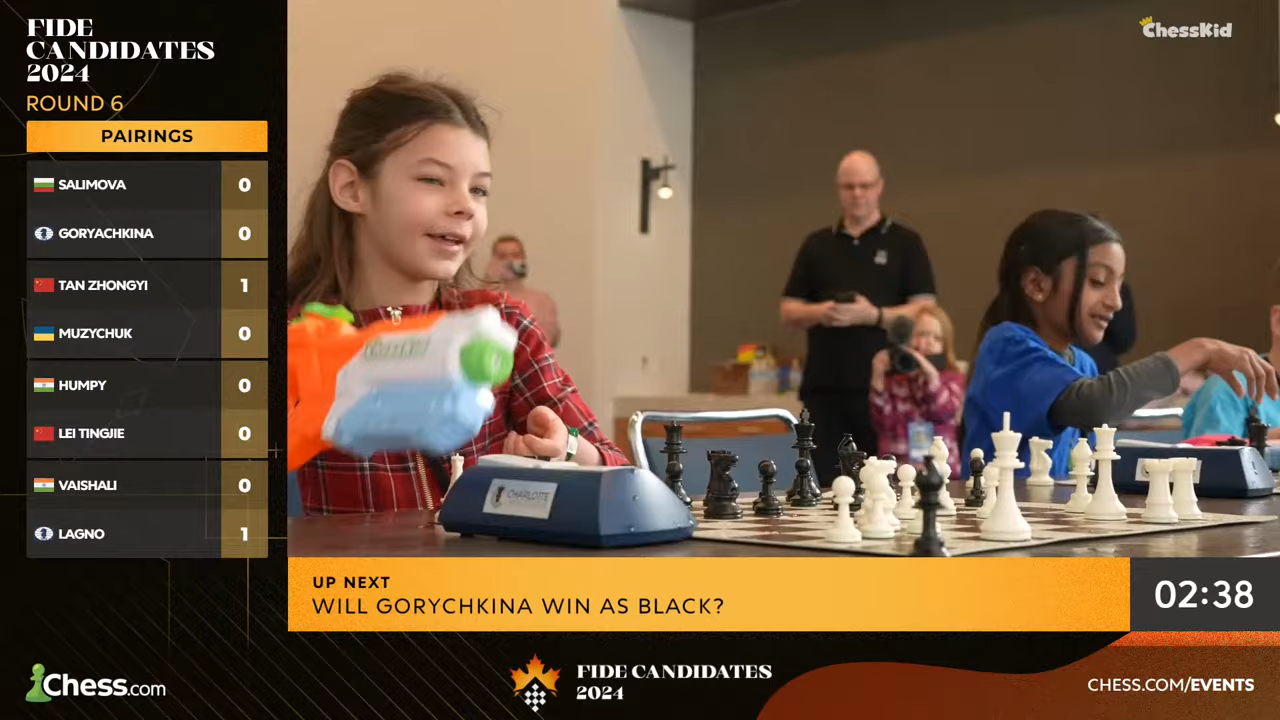 FIDE
CANDIDATES
2024
ROUND 6
PAIRINGS
SALIMOVA 0
GORYACHKINA 0
TAN ZHONGYI 1
MUZYCHUK 0
HUMPY 0
LEI TINGJIE 0
VAISHALI 0
LAGNO 1
ChessKid
CHARLOTTE
UP NEXT
WILL GORYCHKINA WIN AS BLACK?
02:38
Chess.com
FIDE CANDIDATES
2024
CHESS.COM/EVENTS